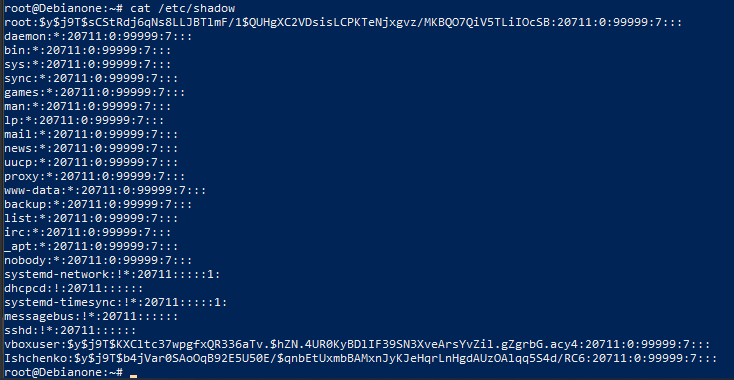 root@Debianone:~# cat /etc/shadow
root:$y$j9T$sCStRdj6qNs8LLJBTlmF/1$QUHgXC2VDsisLCPKTeNjxgvz/MKBQO7QiV5TLiIOcSB:20711:0:99999:7:::
daemon:*:20711:0:99999:7:::
bin:*:20711:0:99999:7:::
sys:*:20711:0:99999:7:::
sync:*:20711:0:99999:7:::
games:*:20711:0:99999:7:::
man:*:20711:0:99999:7:::
lp:*:20711:0:99999:7:::
mail:*:20711:0:99999:7:::
news:*:20711:0:99999:7:::
uucp:*:20711:0:99999:7:::
proxy:*:20711:0:99999:7:::
www-data:*:20711:0:99999:7:::
backup:*:20711:0:99999:7:::
list:*:20711:0:99999:7:::
irc:*:20711:0:99999:7:::
_apt:*:20711:0:99999:7:::
nobody:*:20711:0:99999:7:::
systemd-network:!*:20711:::::1:
dhcpcd:!:20711::::::
systemd-timesync:!*:20711:::::1:
messagebus:!*:20711::::::
sshd:!*:20711::::::
vboxuser:$y$j9T$KXCltc37wpgfxQR336aTv.$hZN.4UR0KyBDlIF39SN3XveArsYvZil.gZgrbG.acy4:20711:0:99999:7:::
Ishchenko:$y$j9T$b4jVar0SAoOqB92E5U50E/$qnbEtUxmbBAMxnJyKJeHqrLnHgdAUzOAlqq5S4d/RC6:20711:0:99999:7:::
root@Debianone:~#